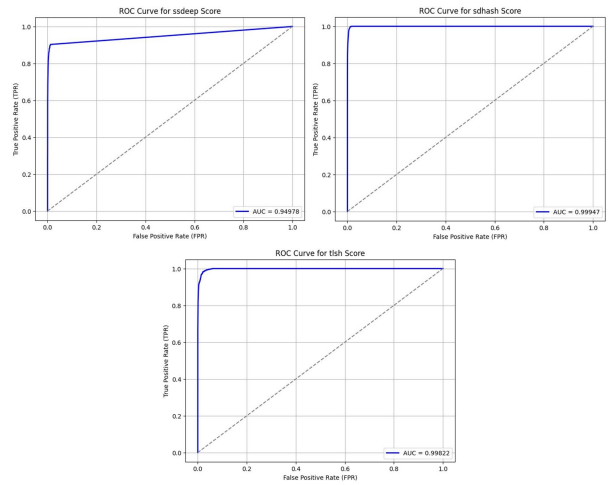 ROC Curve for ssdeep Score
True Positive Rate (TPR)
1.0
0.8
0.6
0.4
0.2
0.0
0.0 0.2 0.4 0.6 0.8 1.0
False Positive Rate (FPR)
AUC = 0.94978
ROC Curve for sdhash Score
True Positive Rate (TPR)
1.0
0.8
0.6
0.4
0.2
0.0
0.0 0.2 0.4 0.6 0.8 1.0
False Positive Rate (FPR)
AUC = 0.99947
ROC Curve for tlsh Score
True Positive Rate (TPR)
1.0
0.8
0.6
0.4
0.2
0.0
0.0 0.2 0.4 0.6 0.8 1.0
False Positive Rate (FPR)
AUC = 0.99822